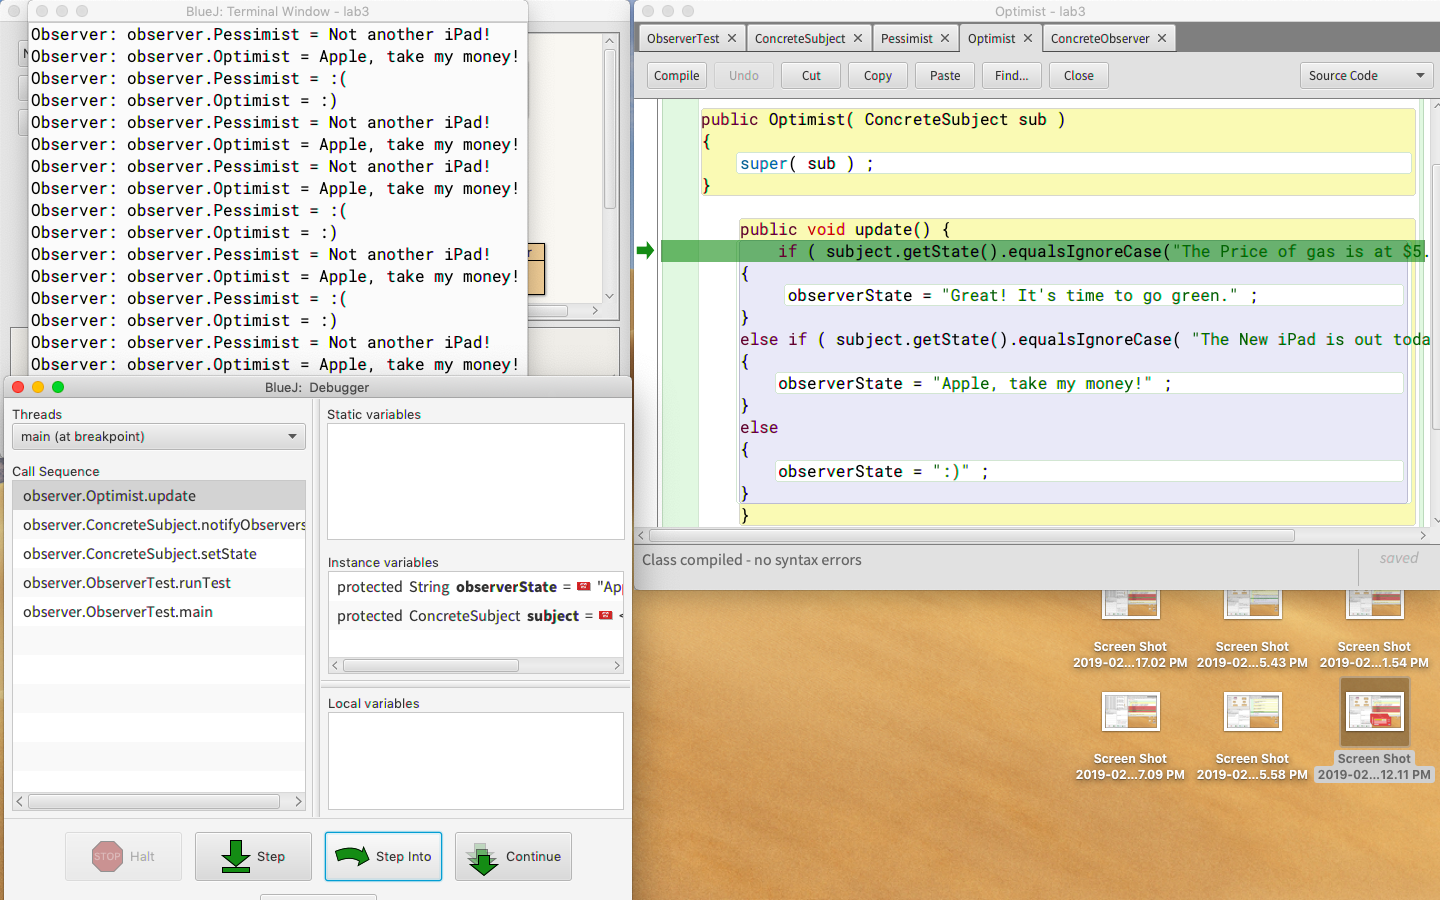 BlueJ: Terminal Window - lab3
Observer: observer.Pessimist = Not another iPad!
Observer: observer.Optimist = Apple, take my money!
Observer: observer.Pessimist = :(
Observer: observer.Optimist = :)
Observer: observer.Pessimist = Not another iPad!
Observer: observer.Optimist = Apple, take my money!
Observer: observer.Pessimist = Not another iPad!
Observer: observer.Optimist = Apple, take my money!
Observer: observer.Pessimist = :(
Observer: observer.Optimist = :)
Observer: observer.Pessimist = Not another iPad!
Observer: observer.Optimist = Apple, take my money!
Observer: observer.Pessimist = :(
Observer: observer.Optimist = :)
Observer: observer.Pessimist = Not another iPad!
Observer: observer.Optimist = Apple, take my money!
BlueJ: Debugger
Threads
main (at breakpoint)
Call Sequence
observer.Optimist.update
observer.ConcreteSubject.notifyObservers
observer.ConcreteSubject.setState
observer.ObserverTest.runTest
observer.ObserverTest.main
Static variables
Instance variables
protected String observerState = "Ap
protected ConcreteSubject subject = <
Local variables
STOP Halt
Step
Step Into
Continue
Optimist - lab3
ObserverTest ✕ ConcreteSubject ✕ Pessimist ✕ Optimist ✕ ConcreteObserver ✕
Compile Undo Cut Copy Paste Find... Close Source Code
public Optimist( ConcreteSubject sub )
{
super( sub ) ;
}
public void update() {
if ( subject.getState().equalsIgnoreCase("The Price of gas is at $5.
{
observerState = "Great! It's time to go green." ;
}
else if ( subject.getState().equalsIgnoreCase( "The New iPad is out toda
{
observerState = "Apple, take my money!" ;
}
else
{
observerState = ":)" ;
}
}
Class compiled - no syntax errors
saved
Screen Shot
2019-02...17.02 PM
Screen Shot
2019-02...5.43 PM
Screen Shot
2019-02...1.54 PM
Screen Shot
2019-02...7.09 PM
Screen Shot
2019-02...5.58 PM
Screen Shot
2019-02...12.11 PM